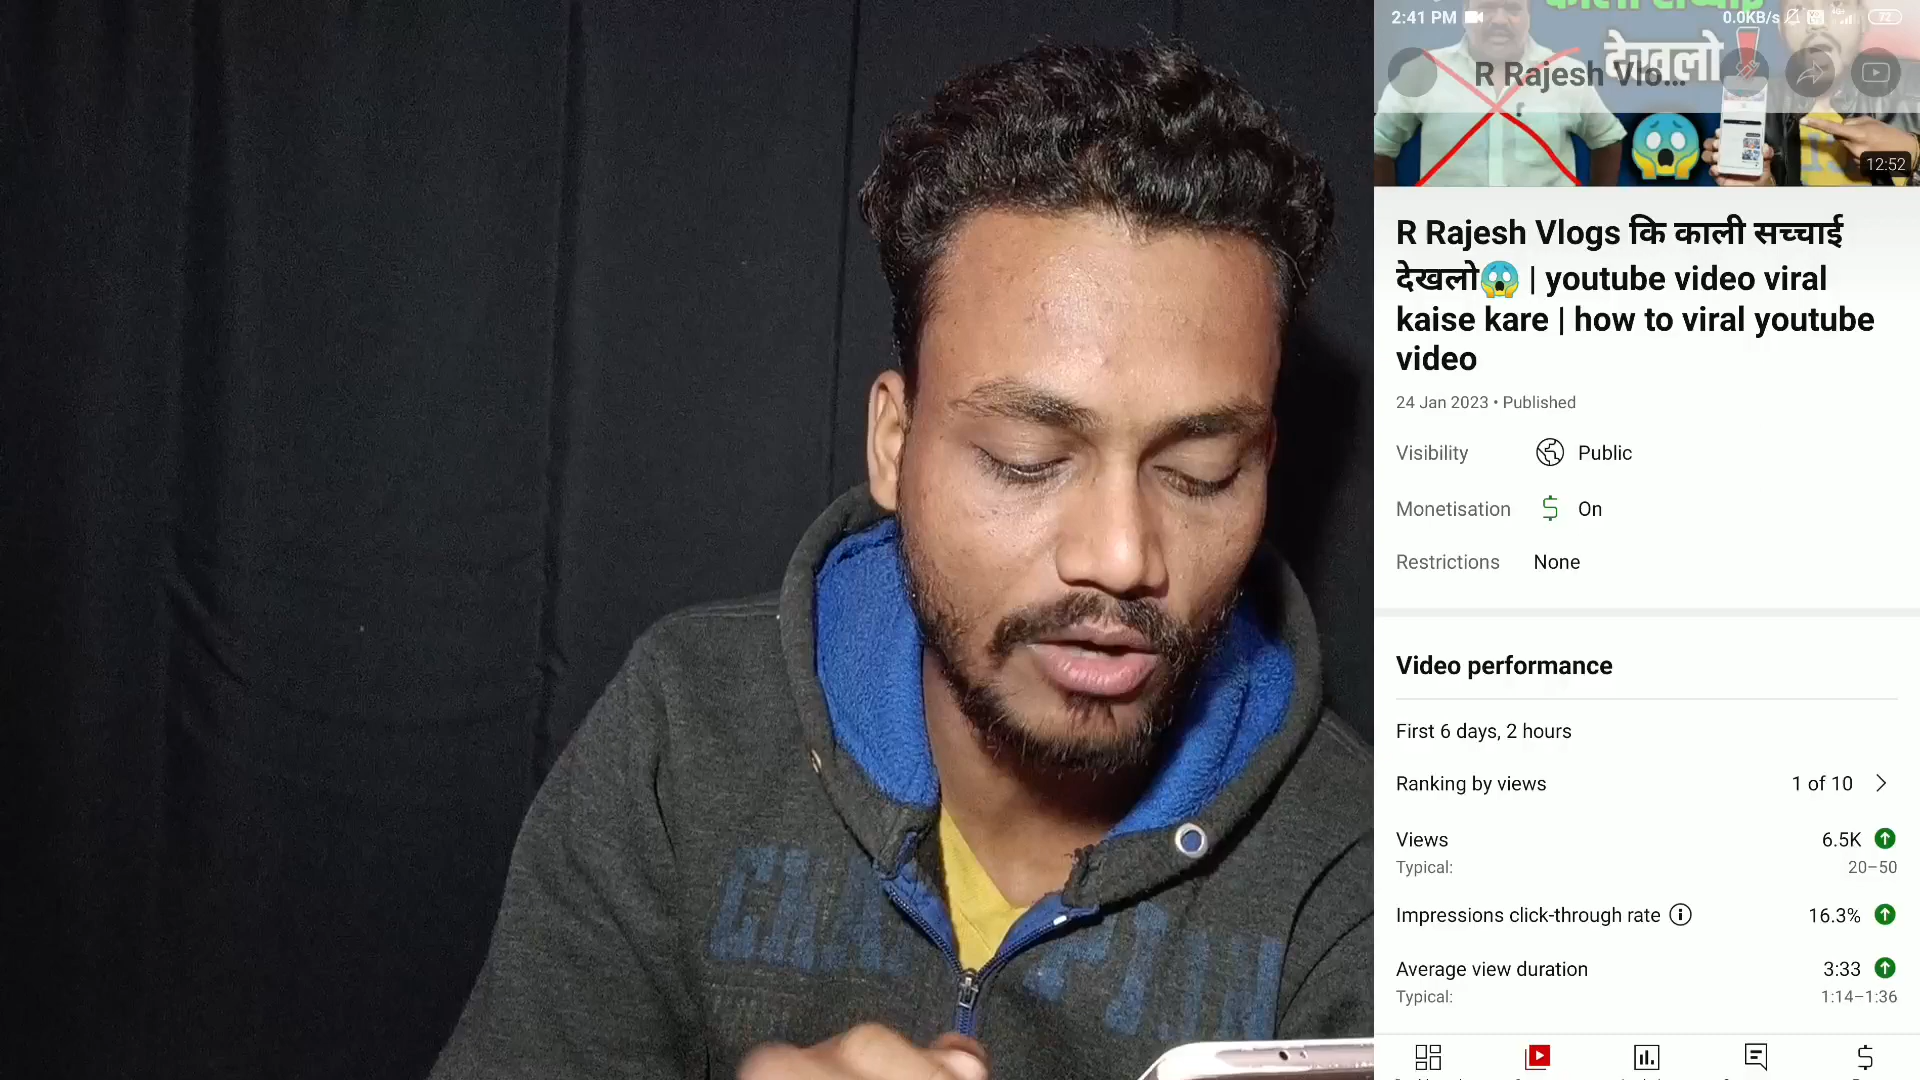 2:41 PM
0.0KB/s
72
देखलो
R Rajesh Vlo...
12:52
R Rajesh Vlogs कि काली सच्चाई
देखलो😱 | youtube video viral
kaise kare | how to viral youtube
video
24 Jan 2023 • Published
Visibility Public
Monetisation On
Restrictions None
Video performance
First 6 days, 2 hours
Ranking by views 1 of 10
Views 6.5K
Typical: 20–50
Impressions click-through rate 16.3%
Average view duration 3:33
Typical: 1:14–1:36